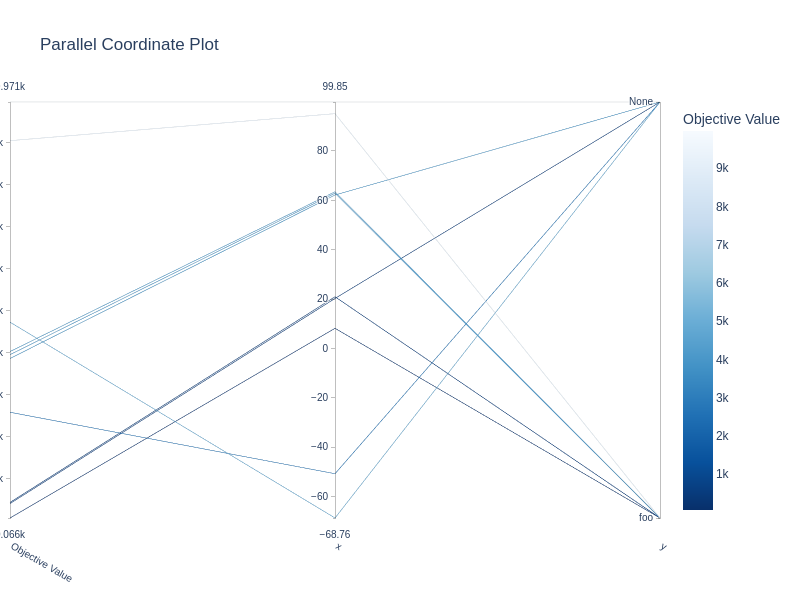 Parallel Coordinate Plot
.971k
99.85
None
Objective Value
k
k
k
k
k
k
k
k
k
80
60
40
20
0
−20
−40
−60
foo
9k
8k
7k
6k
5k
4k
3k
2k
1k
.066k
−68.76
Objective Value
x
y